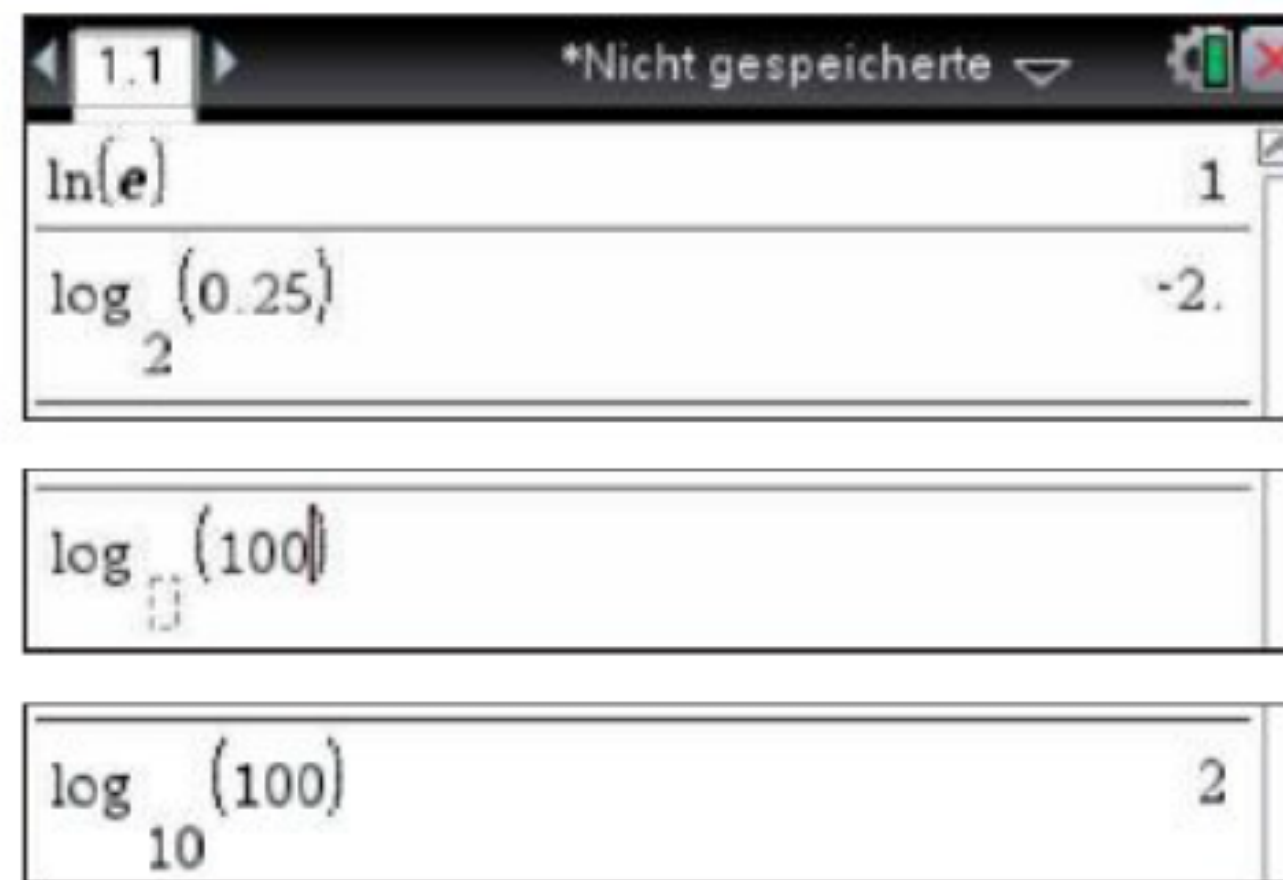 1.1 *Nicht gespeicherte
ln(e) 1
log₂(0.25) -2.
log (100)
log₁₀(100) 2